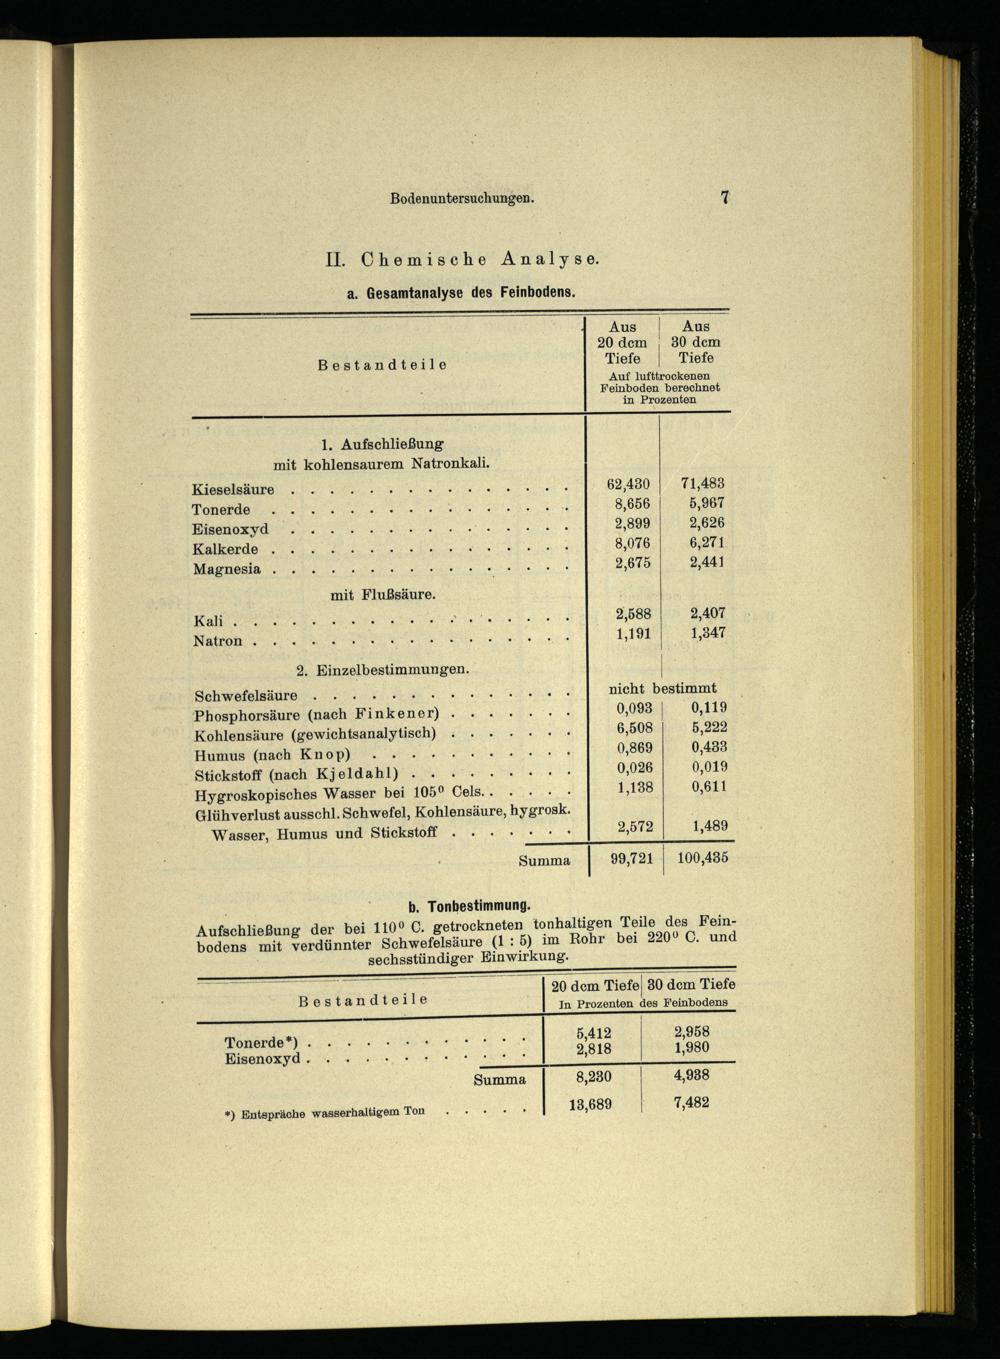 Bodenuntersuchungen. 7
II. Chemische Analyse.
a. Gesamtanalyse des Feinbodens.
Bestandteile
Aus 20 dcm Tiefe
Aus 30 dcm Tiefe
Auf lufttrockenen
Feinboden berechnet
in Prozenten
1. Aufschließung
mit kohlensaurem Natronkali.
Kieselsäure . . . . . . . . . . . . . . . 62,430 71,483
Tonerde . . . . . . . . . . . . . . . . 8,656 5,967
Eisenoxyd . . . . . . . . . . . . . . . 2,899 2,626
Kalkerde . . . . . . . . . . . . . . . . 8,076 6,271
Magnesia . . . . . . . . . . . . . . . . 2,675 2,441
mit Flußsäure.
Kali . . . . . . . . . . . . . . . . . . 2,588 2,407
Natron . . . . . . . . . . . . . . . . . 1,191 1,347
2. Einzelbestimmungen.
Schwefelsäure . . . . . . . . . . . . . . nicht bestimmt
Phosphorsäure (nach Finkener) . . . . . . . 0,093 0,119
Kohlensäure (gewichtsanalytisch) . . . . . . . 6,508 5,222
Humus (nach Knop) . . . . . . . . . . . 0,869 0,433
Stickstoff (nach Kjeldahl) . . . . . . . . . 0,026 0,019
Hygroskopisches Wasser bei 105⁰ Cels. . . . . . 1,138 0,611
Glühverlust ausschl. Schwefel, Kohlensäure, hygrosk.
Wasser, Humus und Stickstoff . . . . . . . 2,572 1,489
Summa 99,721 100,435
b. Tonbestimmung.
Aufschließung der bei 110⁰ C. getrockneten tonhaltigen Teile des Fein-
bodens mit verdünnter Schwefelsäure (1 : 5) im Rohr bei 220⁰ C. und
sechsstündiger Einwirkung.
Bestandteile
20 dcm Tiefe 30 dcm Tiefe
In Prozenten des Feinbodens
Tonerde*) . . . . . . . . . . . . 5,412 2,958
Eisenoxyd . . . . . . . . . . . . 2,818 1,980
Summa 8,230 4,938
*) Entspräche wasserhaltigem Ton . . . . . 13,689 7,482